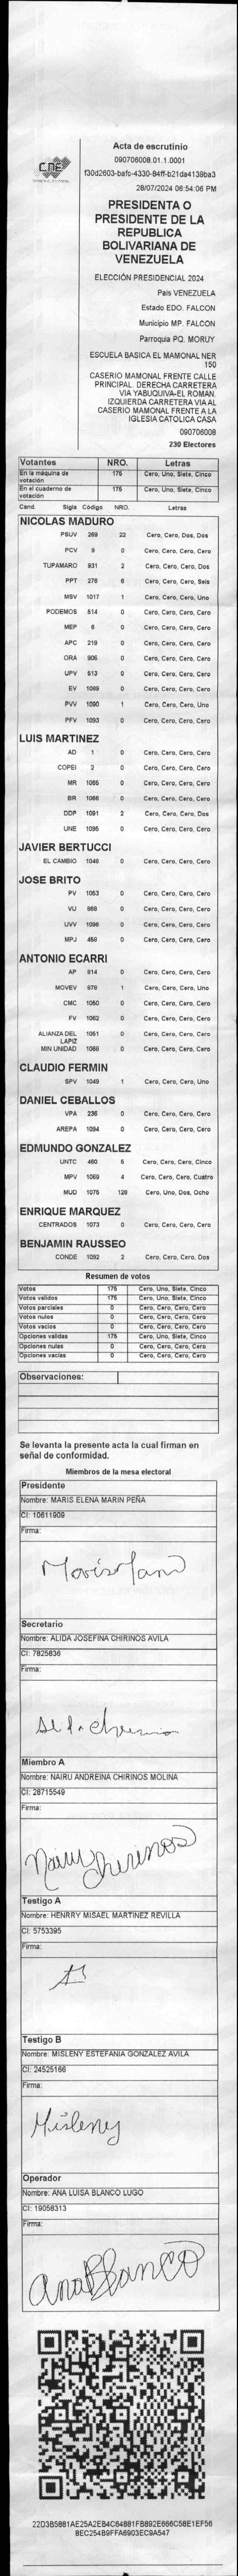 CNE
Acta de escrutinio
090706008.01.1.0001
f30d2603-bafc-4330-84ff-b21da4139ba3
28/07/2024 06:54:06 PM
PRESIDENTA O
PRESIDENTE DE LA
REPUBLICA
BOLIVARIANA DE
VENEZUELA
ELECCIÓN PRESIDENCIAL 2024
País VENEZUELA
Estado EDO. FALCON
Municipio MP. FALCON
Parroquia PQ. MORUY
ESCUELA BASICA EL MAMONAL NER
150
CASERIO MAMONAL FRENTE CALLE
PRINCIPAL. DERECHA CARRETERA
VIA YABUQUIVA-EL ROMAN.
IZQUIERDA CARRETERA VIA AL
CASERIO MAMONAL FRENTE A LA
IGLESIA CATOLICA CASA
090706008
230 Electores
Votantes NRO. Letras
En la máquina de votación 175 Cero, Uno, Siete, Cinco
En el cuaderno de votación 175 Cero, Uno, Siete, Cinco
Cand. Sigla Código NRO. Letras
NICOLAS MADURO
PSUV 269 22 Cero, Cero, Dos, Dos
PCV 9 0 Cero, Cero, Cero, Cero
TUPAMARO 931 2 Cero, Cero, Cero, Dos
PPT 276 6 Cero, Cero, Cero, Seis
MSV 1017 1 Cero, Cero, Cero, Uno
PODEMOS 514 0 Cero, Cero, Cero, Cero
MEP 6 0 Cero, Cero, Cero, Cero
APC 219 0 Cero, Cero, Cero, Cero
ORA 906 0 Cero, Cero, Cero, Cero
UPV 513 0 Cero, Cero, Cero, Cero
EV 1089 0 Cero, Cero, Cero, Cero
PVV 1090 1 Cero, Cero, Cero, Uno
PFV 1093 0 Cero, Cero, Cero, Cero
LUIS MARTINEZ
AD 1 0 Cero, Cero, Cero, Cero
COPEI 2 0 Cero, Cero, Cero, Cero
MR 1065 0 Cero, Cero, Cero, Cero
BR 1066 0 Cero, Cero, Cero, Cero
DDP 1091 2 Cero, Cero, Cero, Dos
UNE 1095 0 Cero, Cero, Cero, Cero
JAVIER BERTUCCI
EL CAMBIO 1048 0 Cero, Cero, Cero, Cero
JOSE BRITO
PV 1053 0 Cero, Cero, Cero, Cero
VU 868 0 Cero, Cero, Cero, Cero
UVV 1096 0 Cero, Cero, Cero, Cero
MPJ 459 0 Cero, Cero, Cero, Cero
ANTONIO ECARRI
AP 814 0 Cero, Cero, Cero, Cero
MOVEV 878 1 Cero, Cero, Cero, Uno
CMC 1050 0 Cero, Cero, Cero, Cero
FV 1062 0 Cero, Cero, Cero, Cero
ALIANZA DEL LAPIZ 1051 0 Cero, Cero, Cero, Cero
MIN UNIDAD 1068 0 Cero, Cero, Cero, Cero
CLAUDIO FERMIN
SPV 1049 1 Cero, Cero, Cero, Uno
DANIEL CEBALLOS
VPA 236 0 Cero, Cero, Cero, Cero
AREPA 1094 0 Cero, Cero, Cero, Cero
EDMUNDO GONZALEZ
UNTC 460 5 Cero, Cero, Cero, Cinco
MPV 1069 4 Cero, Cero, Cero, Cuatro
MUD 1075 128 Cero, Uno, Dos, Ocho
ENRIQUE MARQUEZ
CENTRADOS 1073 0 Cero, Cero, Cero, Cero
BENJAMIN RAUSSEO
CONDE 1092 2 Cero, Cero, Cero, Dos
Resumen de votos
Votos 175 Cero, Uno, Siete, Cinco
Votos válidos 175 Cero, Uno, Siete, Cinco
Votos parciales 0 Cero, Cero, Cero, Cero
Votos nulos 0 Cero, Cero, Cero, Cero
Votos vacíos 0 Cero, Cero, Cero, Cero
Opciones validas 175 Cero, Uno, Siete, Cinco
Opciones nulas 0 Cero, Cero, Cero, Cero
Opciones vacías 0 Cero, Cero, Cero, Cero
Observaciones:
Se levanta la presente acta la cual firman en
señal de conformidad.
Miembros de la mesa electoral
Presidente
Nombre: MARIS ELENA MARIN PEÑA
CI: 10611909
Firma:
Secretario
Nombre: ALIDA JOSEFINA CHIRINOS AVILA
CI: 7825836
Firma:
Miembro A
Nombre: NAIRU ANDREINA CHIRINOS MOLINA
CI: 28715549
Firma:
Testigo A
Nombre: HENRRY MISAEL MARTINEZ REVILLA
CI: 5753395
Firma:
Testigo B
Nombre: MISLENY ESTEFANIA GONZALEZ AVILA
CI: 24525166
Firma:
Misleny
Operador
Nombre: ANA LUISA BLANCO LUGO
CI: 19058313
Firma:
Ana Blanco
22D3B5881AE25A2EB4C64881FB892E666C58E1EF56
8EC254B9FFA6903EC9A547